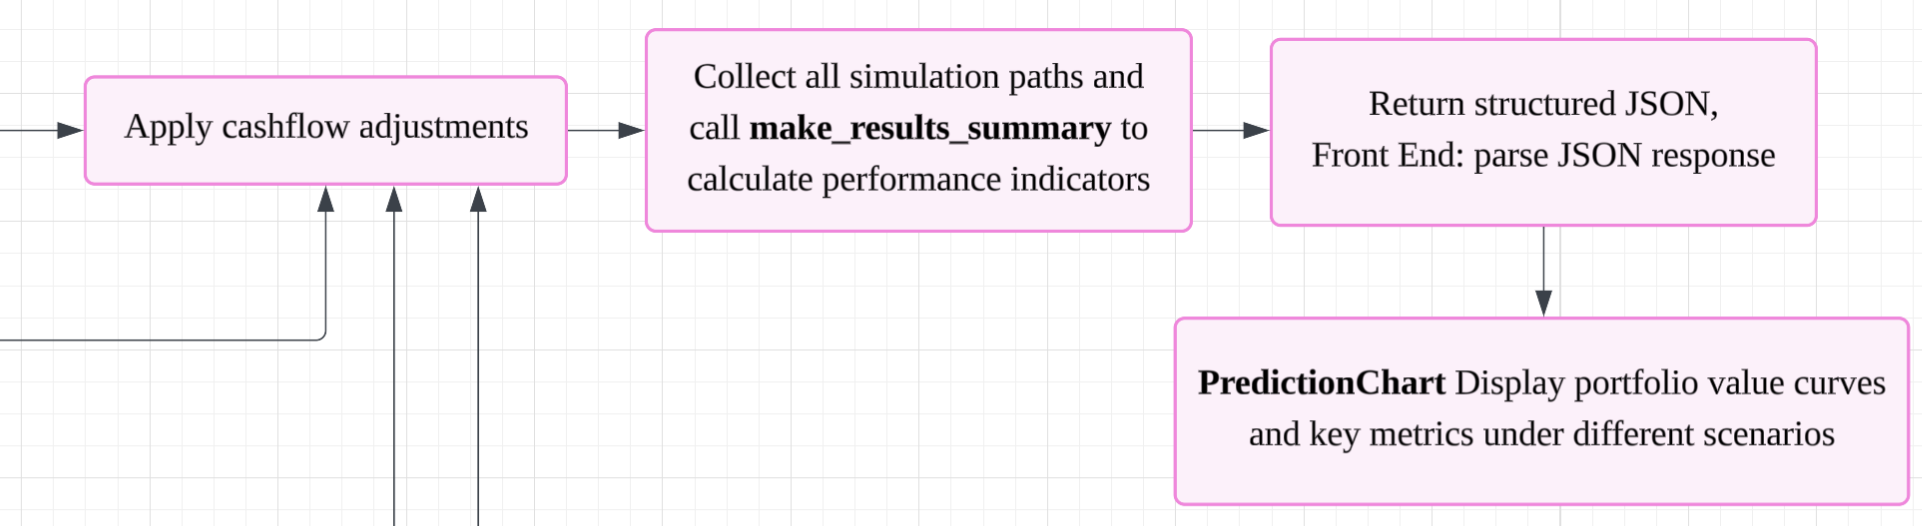 Apply cashflow adjustments
Collect all simulation paths and
call make_results_summary to
calculate performance indicators
Return structured JSON,
Front End: parse JSON response
PredictionChart Display portfolio value curves
and key metrics under different scenarios